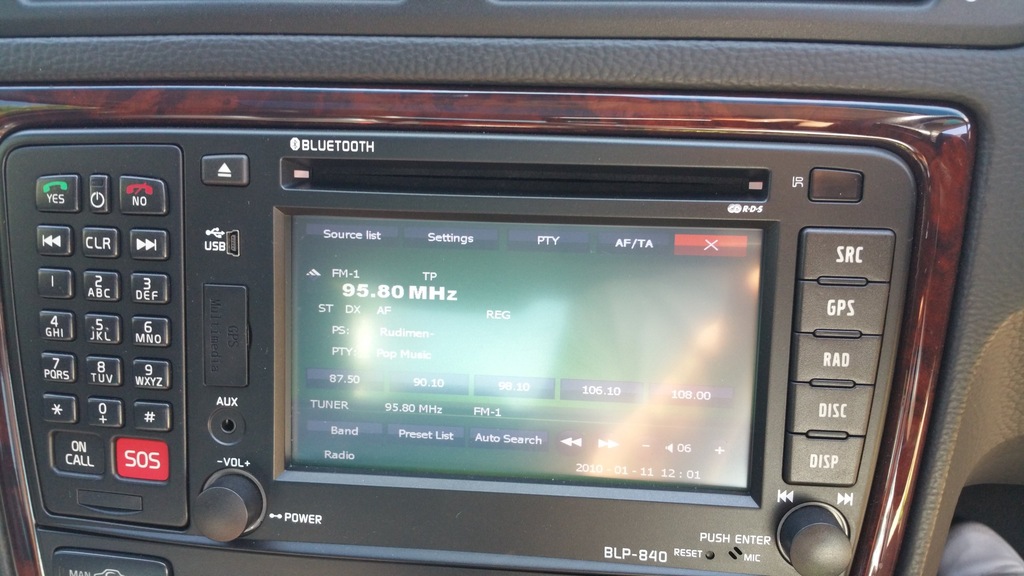 BLUETOOTH
YES
NO
CLR
USB
1
2 ABC
3 DEF
4 GHI
5 JKL
6 MNO
7 PQRS
8 TUV
9 WXYZ
*
0 +
#
ON CALL
SOS
GPS
Multimedia
AUX
-VOL+
POWER
MAN
R·D·S
IR
Source list Settings PTY AF/TA X
FM-1 TP
95.80 MHz
ST DX AF REG
PS: Rudimen-
PTY: Pop Music
87.50 90.10 98.10 106.10 108.00
TUNER 95.80 MHz FM-1
Band Preset List Auto Search - 06 +
Radio 2010-01-11 12:01
SRC
GPS
RAD
DISC
DISP
PUSH ENTER
BLP-840 RESET MIC